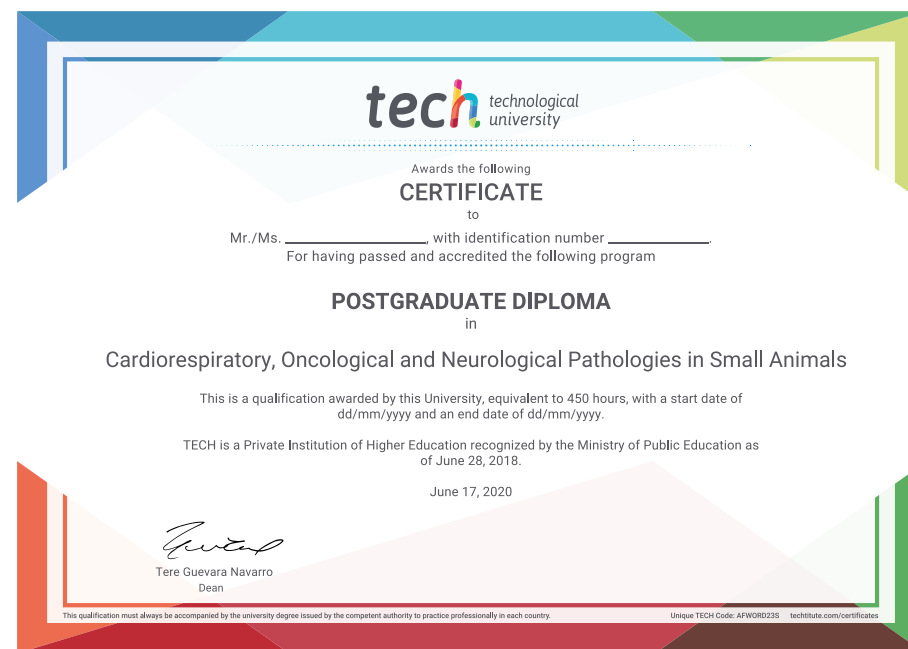 tech technological
university
Awards the following
CERTIFICATE
to
Mr./Ms. ____________________, with identification number ______________.
For having passed and accredited the following program
POSTGRADUATE DIPLOMA
in
Cardiorespiratory, Oncological and Neurological Pathologies in Small Animals
This is a qualification awarded by this University, equivalent to 450 hours, with a start date of
dd/mm/yyyy and an end date of dd/mm/yyyy.
TECH is a Private Institution of Higher Education recognized by the Ministry of Public Education as
of June 28, 2018.
June 17, 2020
Tere Guevara Navarro
Dean
This qualification must always be accompanied by the university degree issued by the competent authority to practice professionally in each country. Unique TECH Code: AFWORD23S techtitute.com/certificates